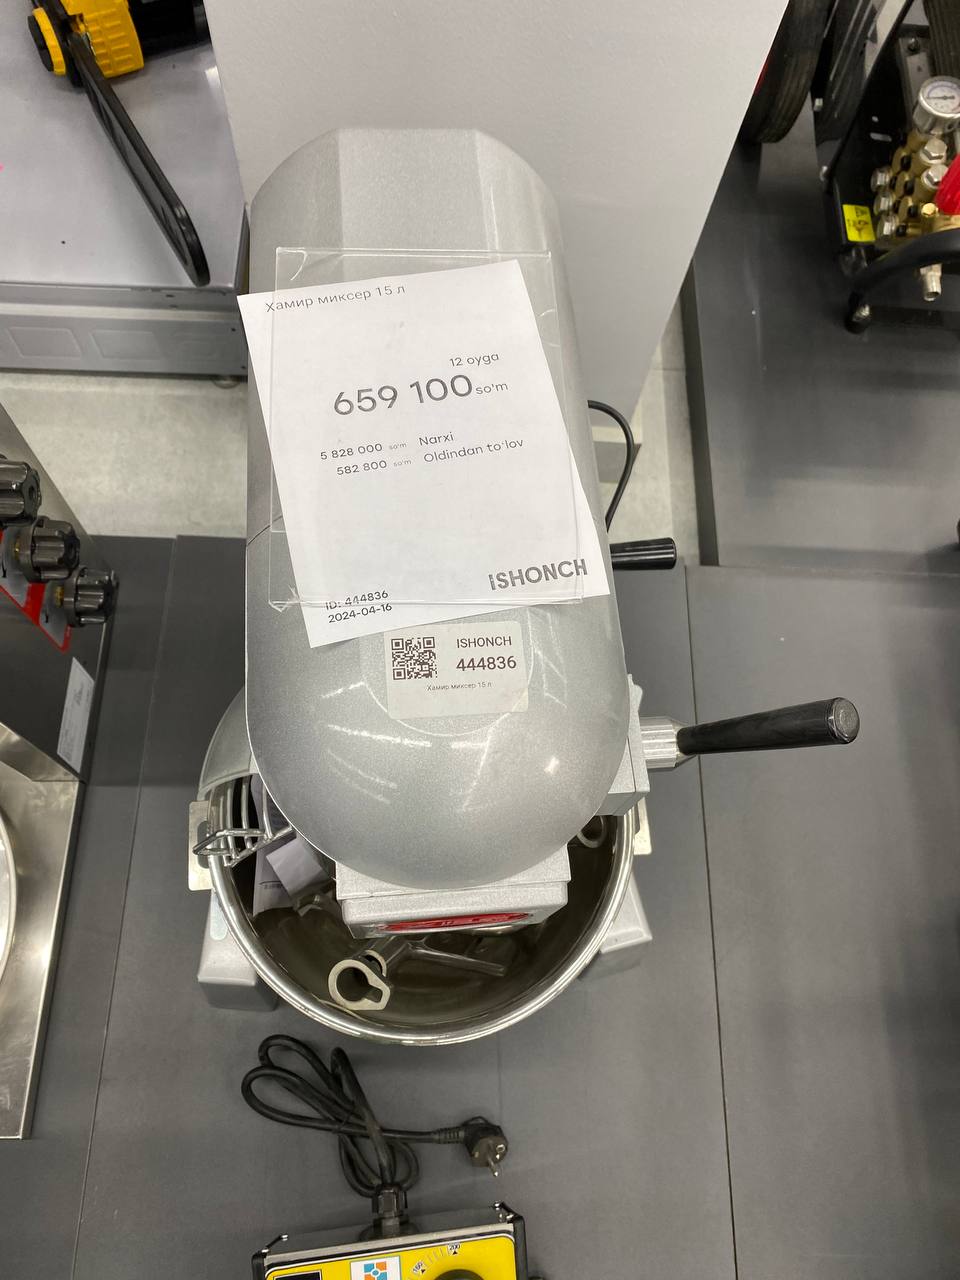 Хамир миксер 15 л
12 oyga
659 100 so'm
5 828 000 so'm Narxi
582 800 so'm Oldindan to'lov
ISHONCH
ID: 444836
2024-04-16
ISHONCH
444836
Хамир миксер 15 л
200